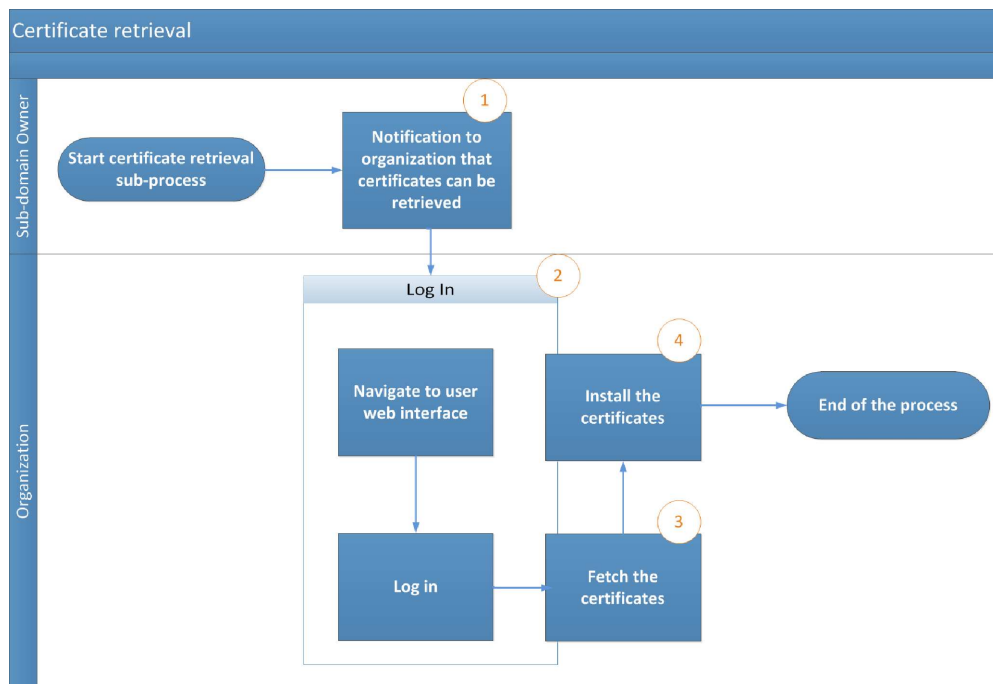 Certificate retrieval
Sub-domain Owner
Start certificate retrieval
sub-process
1
Notification to
organization that
certificates can be
retrieved
Organization
2
Log In
Navigate to user
web interface
Log in
3
Fetch the
certificates
4
Install the
certificates
End of the process